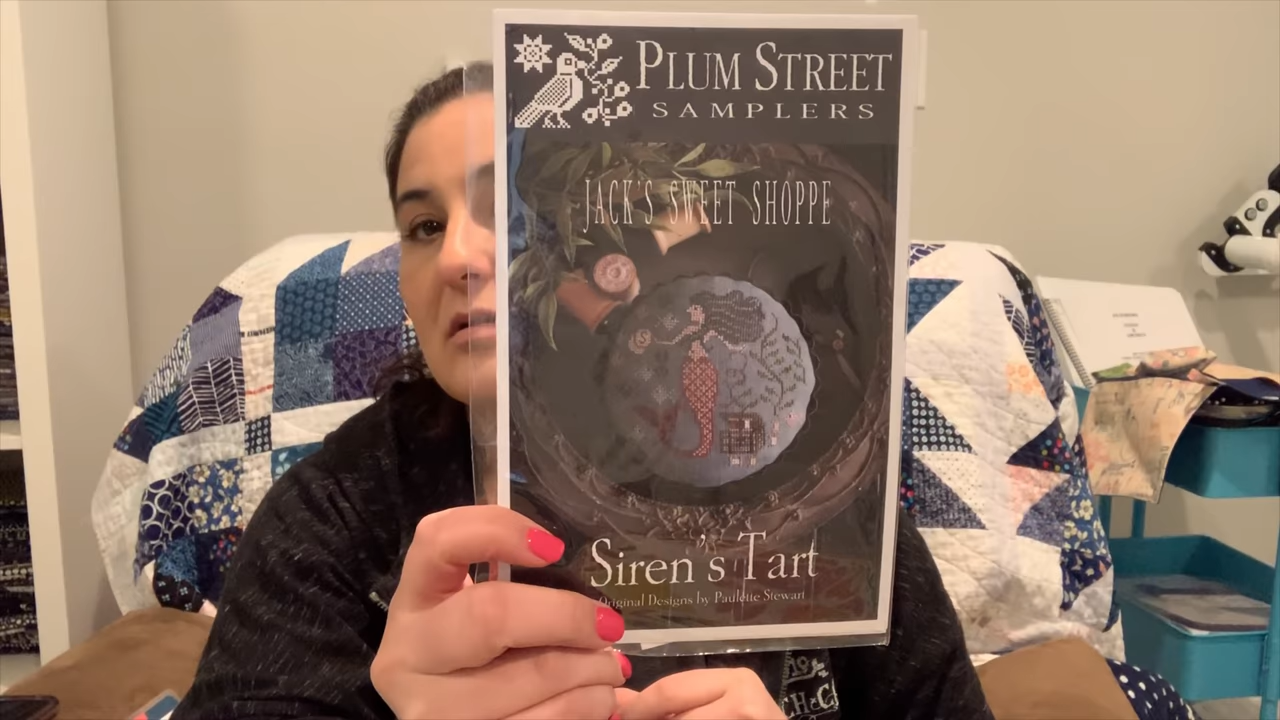 PLUM STREET
SAMPLERS
JACK'S SWEET SHOPPE
Siren's Tart
Original Designs by Paulette Stewart